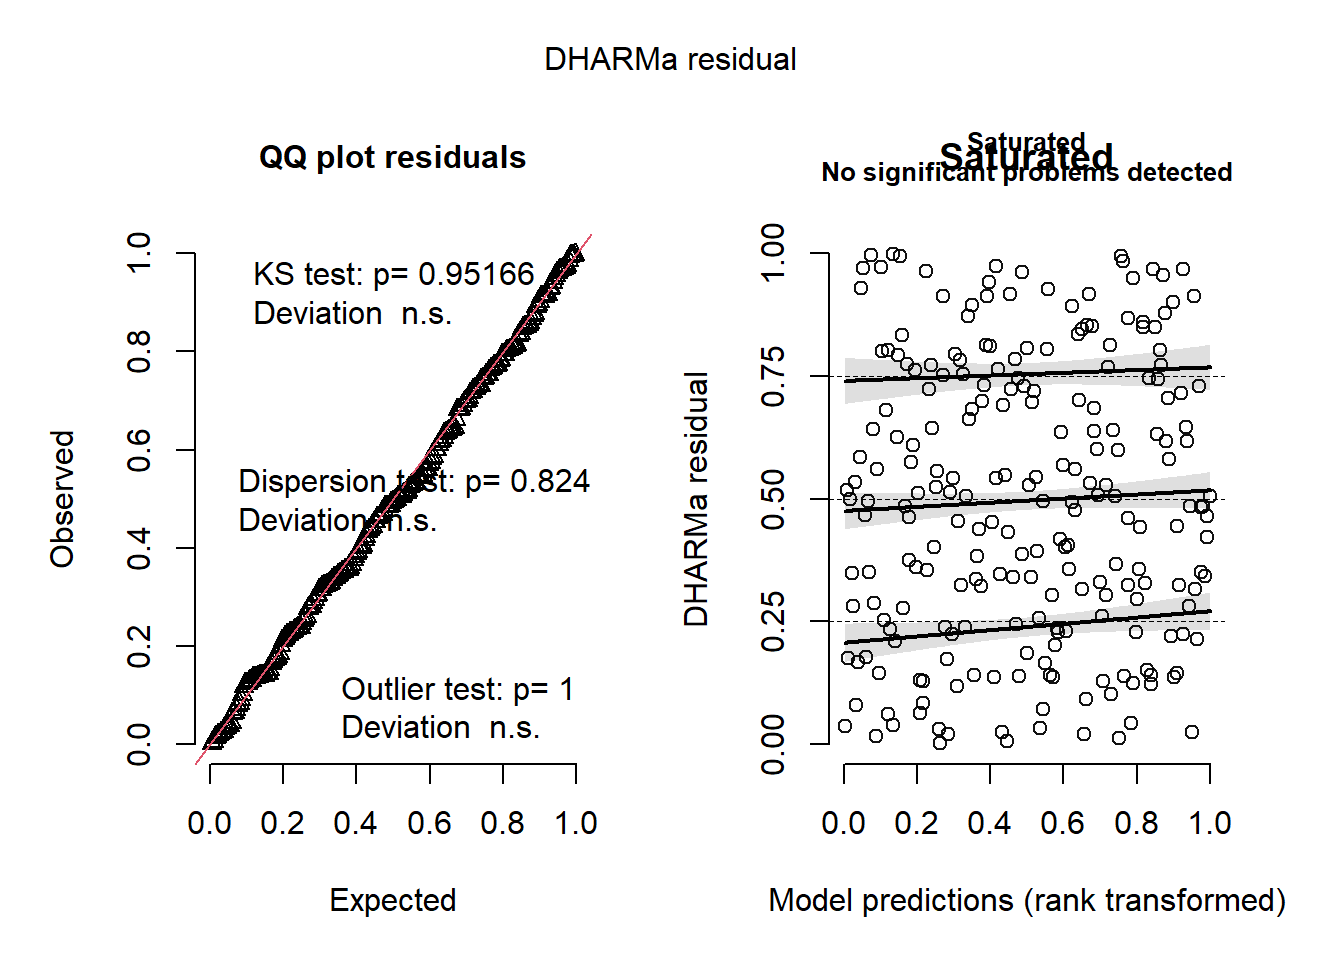 DHARMa residual
QQ plot residuals
KS test: p= 0.95166
Deviation  n.s.
Dispersion test: p= 0.824
Deviation  n.s.
Outlier test: p= 1
Deviation  n.s.
Observed
0.0 0.2 0.4 0.6 0.8 1.0
0.0 0.2 0.4 0.6 0.8 1.0
Expected
Saturated
Saturated
No significant problems detected
DHARMa residual
0.00 0.25 0.50 0.75 1.00
0.0 0.2 0.4 0.6 0.8 1.0
Model predictions (rank transformed)